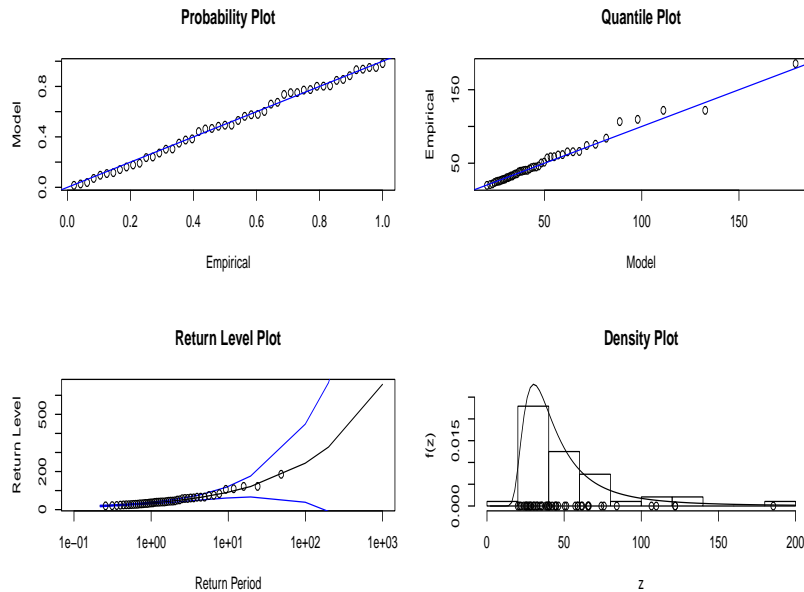 Probability Plot
Model
0.0 0.4 0.8
0.0 0.2 0.4 0.6 0.8 1.0
Empirical
Quantile Plot
Empirical
50 150
50 100 150
Model
Return Level Plot
Return Level
0 200 500
1e-01 1e+00 1e+01 1e+02 1e+03
Return Period
Density Plot
f(z)
0.000 0.015
0 50 100 150 200
z